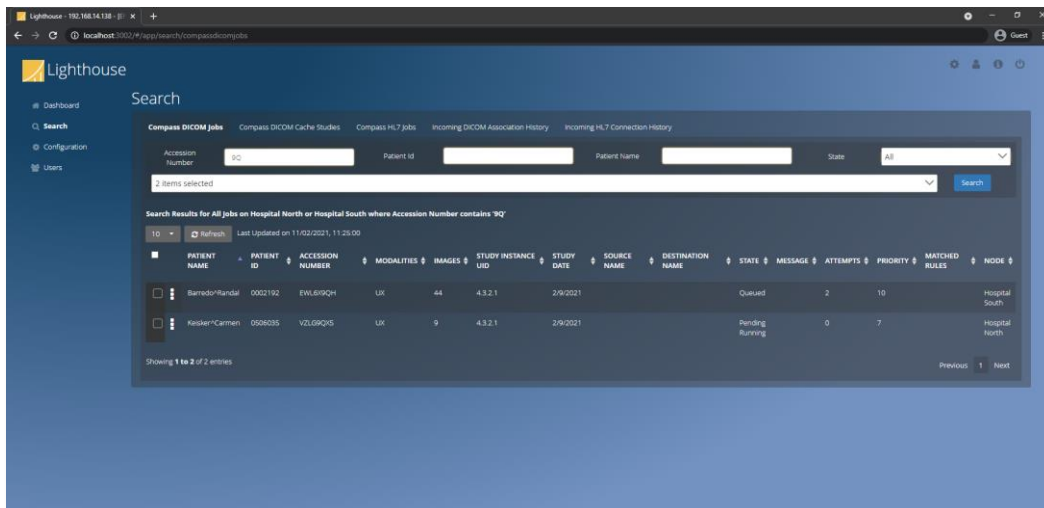 Lighthouse - 192.168.14.138 -
localhost:3002/#/app/search/compassdicomjobs
Guest
Lighthouse
Dashboard
Search
Configuration
Users
Search
Compass DICOM Jobs Compass DICOM Cache Studies Compass HL7 Jobs Incoming DICOM Association History Incoming HL7 Connection History
Accession Number 9Q Patient Id Patient Name State All
2 items selected Search
Search Results for All Jobs on Hospital North or Hospital South where Accession Number contains '9Q'
10 Refresh Last Updated on 11/02/2021, 11:25:00
PATIENT NAME PATIENT ID ACCESSION NUMBER MODALITIES IMAGES STUDY INSTANCE UID STUDY DATE SOURCE NAME DESTINATION NAME STATE MESSAGE ATTEMPTS PRIORITY MATCHED RULES NODE
Barredo^Randal 0002192 EWL6X9QH UX 44 4.3.2.1 2/9/2021 Queued 2 10 Hospital South
Keisker^Carmen 0506035 VZLG9QX5 UX 9 4.3.2.1 2/9/2021 Pending Running 0 7 Hospital North
Showing 1 to 2 of 2 entries
Previous 1 Next